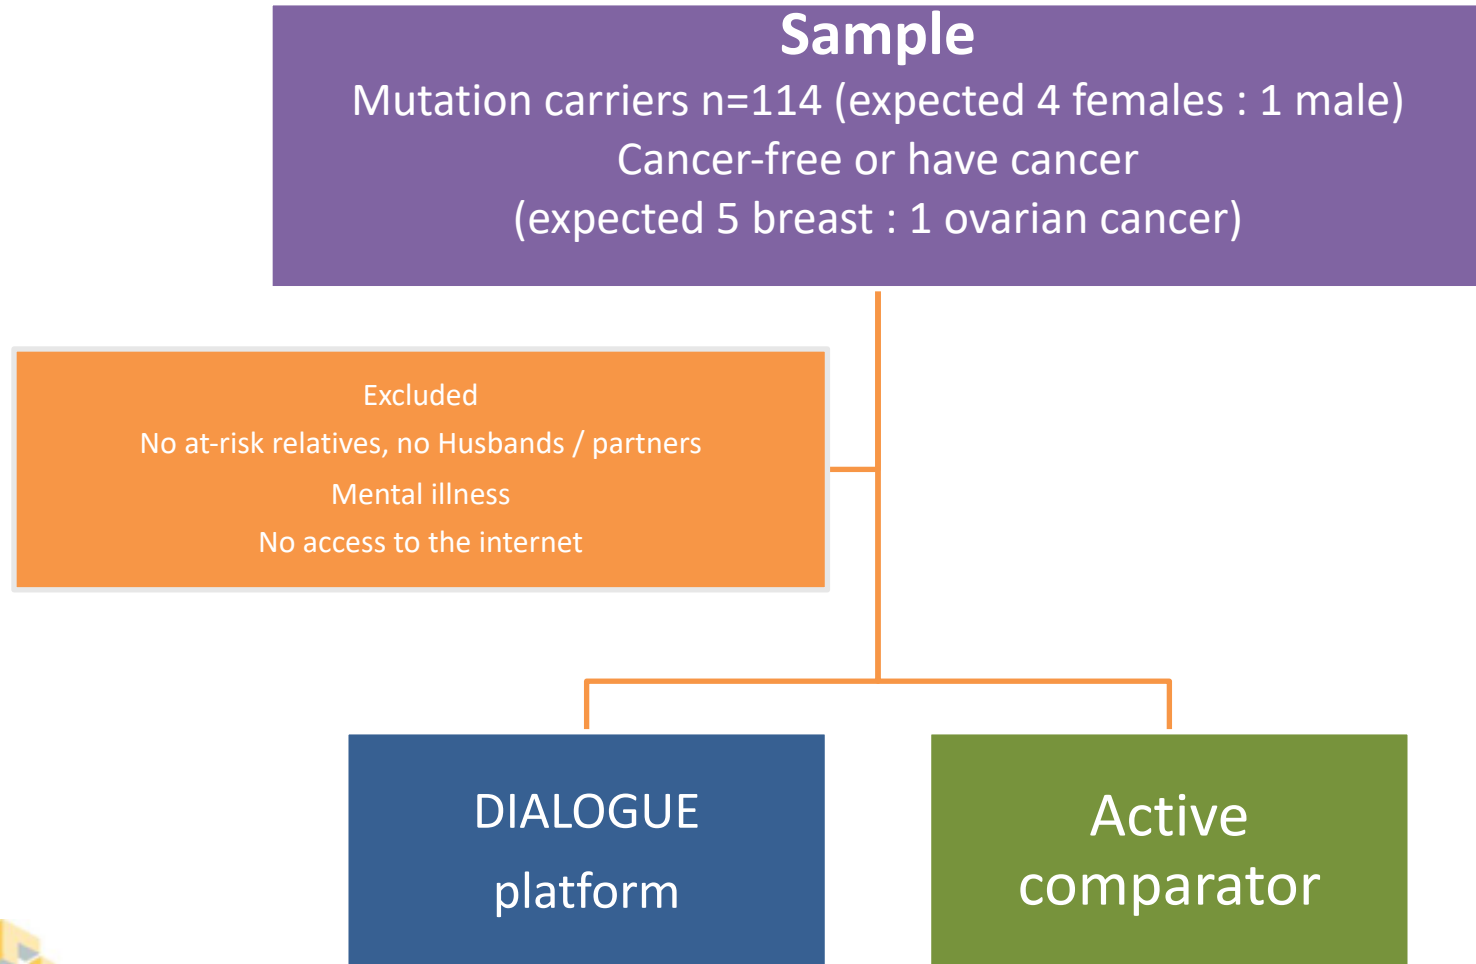 Sample
Mutation carriers n=114 (expected 4 females : 1 male)
Cancer-free or have cancer
(expected 5 breast : 1 ovarian cancer)
Excluded
No at-risk relatives, no Husbands / partners
Mental illness
No access to the internet
DIALOGUE
platform
Active
comparator